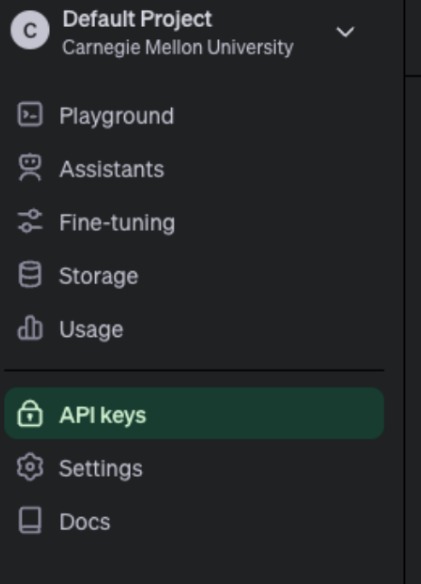 C
Default Project
Carnegie Mellon University
Playground
Assistants
Fine-tuning
Storage
Usage
API keys
Settings
Docs